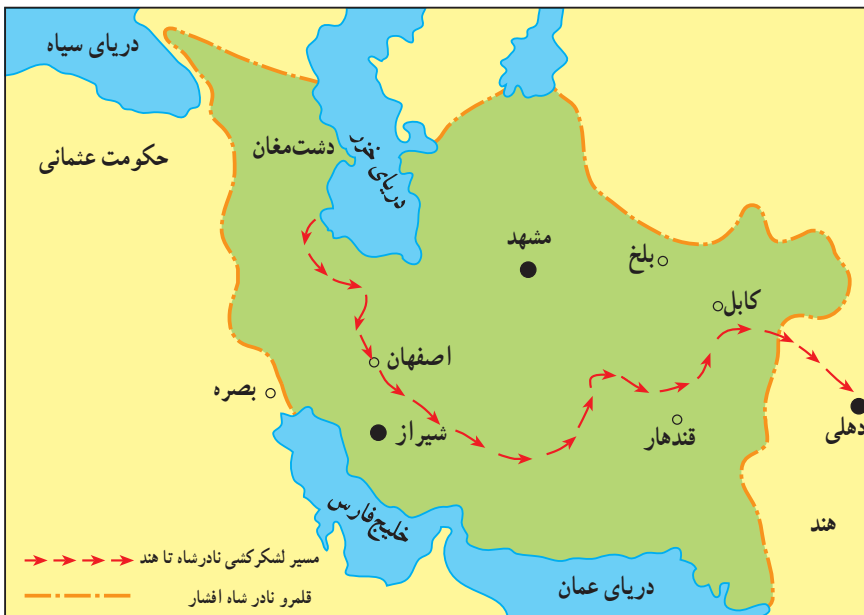 دریای سیاه
حکومت عثمانی
دشت‌مغان
دریای خزر
مشهد
بلخ
کابل
اصفهان
بصره
شیراز
قندهار
دهلی
خلیج‌فارس
هند
دریای عمان
مسیر لشکرکشی نادرشاه تا هند
قلمرو نادر شاه افشار